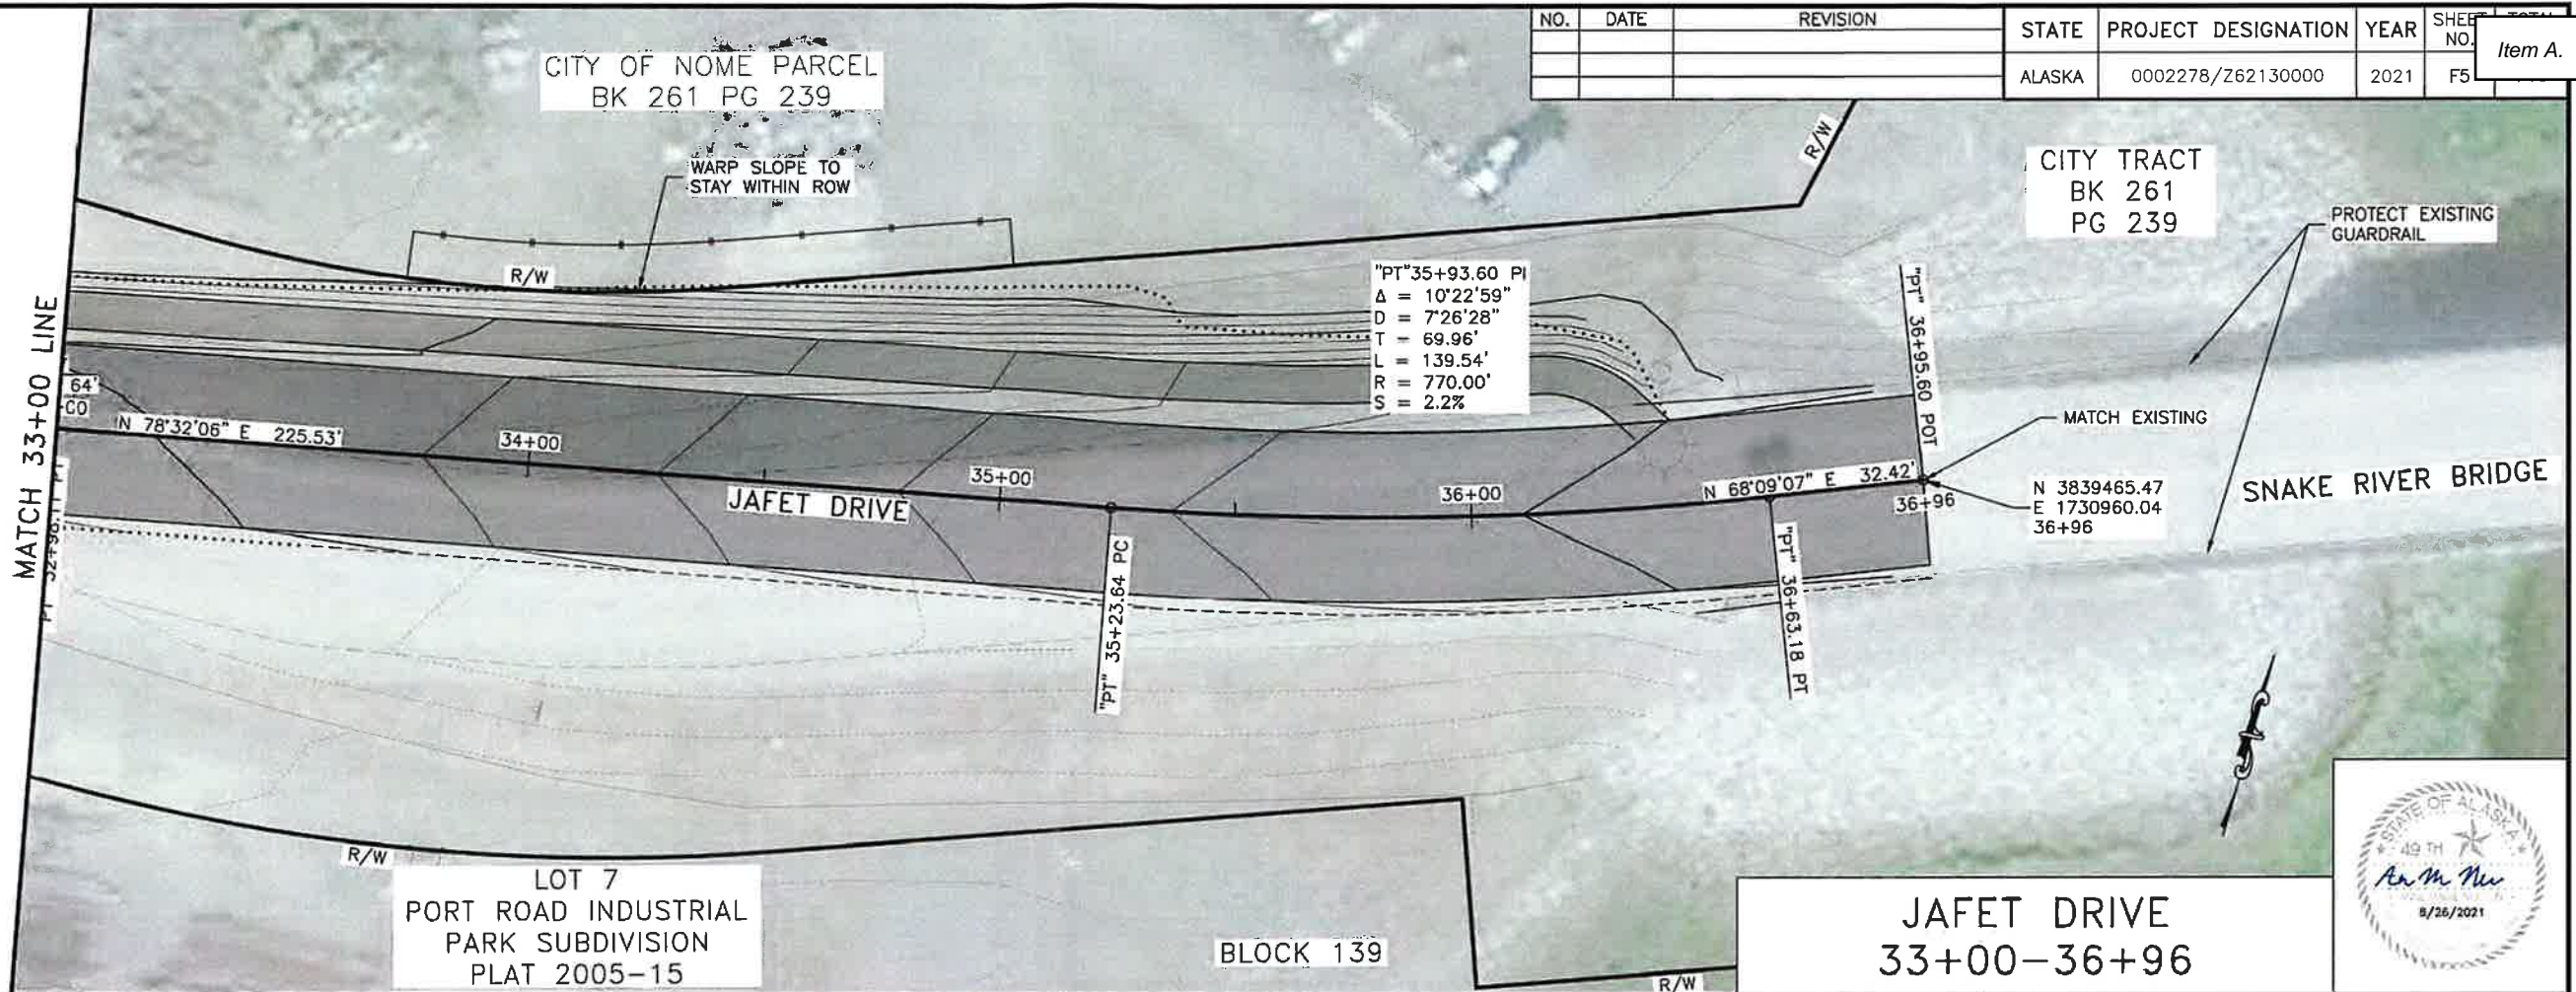 NO. DATE REVISION
STATE PROJECT DESIGNATION YEAR SHEET NO.
ALASKA 0002278/Z62130000 2021 F5
Item A.
CITY OF NOME PARCEL
BK 261 PG 239
WARP SLOPE TO
STAY WITHIN ROW
R/W
R/W
CITY TRACT
BK 261
PG 239
PROTECT EXISTING
GUARDRAIL
"PT"35+93.60 PI
Δ = 10°22'59"
D = 7°26'28"
T = 69.96'
L = 139.54'
R = 770.00'
S = 2.2%
"PT" 36+95.60 POT
MATCH EXISTING
MATCH 33+00 LINE
64'
N 78°32'06" E 225.53'
34+00
35+00
36+00
JAFET DRIVE
N 68°09'07" E 32.42'
36+96
N 3839465.47
E 1730960.04
36+96
SNAKE RIVER BRIDGE
"PT" 35+23.64 PC
"PT" 36+63.18 PT
R/W
LOT 7
PORT ROAD INDUSTRIAL
PARK SUBDIVISION
PLAT 2005-15
BLOCK 139
R/W
JAFET DRIVE
33+00-36+96
STATE OF ALASKA
49 TH
8/26/2021